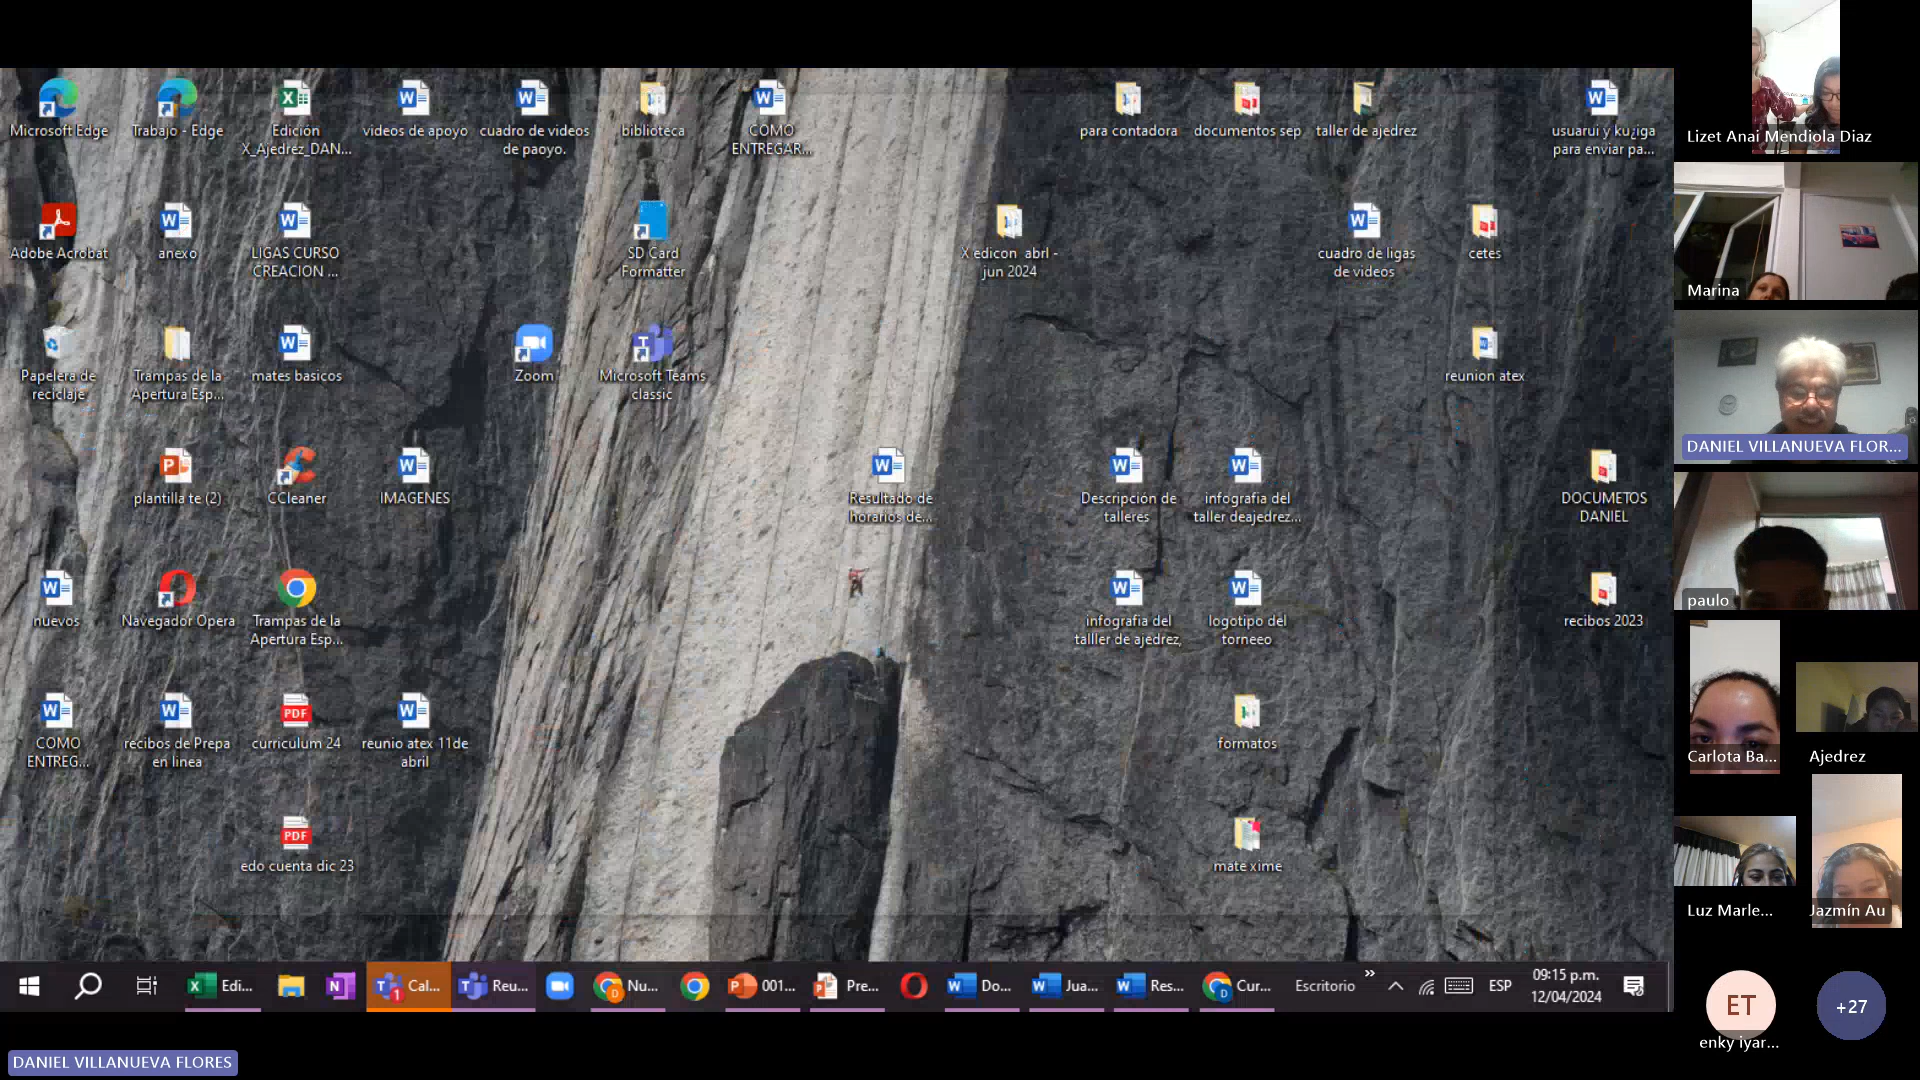 Microsoft Edge
Trabajo - Edge
Edición
X_Ajedrez_DAN...
videos de apoyo
cuadro de videos
de paoyo.
biblioteca
COMO
ENTREGAR...
para contadora
documentos sep
taller de ajedrez
usuarui y
para enviar pa...
Adobe Acrobat
anexo
LIGAS CURSO
CREACION ...
SD Card
Formatter
X edicon abrl -
jun 2024
cuadro de ligas
de videos
cetes
Papelera de
reciclaje
Trampas de la
Apertura Esp...
mates basicos
Zoom
Microsoft Teams
classic
reunion atex
plantilla te (2)
CCleaner
IMAGENES
Resultado de
horarios de...
Descripción de
talleres
infografia del
taller deajedrez...
DOCUMETOS
DANIEL
nuevos
Navegador Opera
Trampas de la
Apertura Esp...
infografia del
talller de ajedrez,
logotipo del
torneeo
recibos 2023
COMO
ENTREG...
recibos de Prepa
en linea
curriculum 24
reunio atex 11de
abril
formatos
edo cuenta dic 23
mate xime
Edi...
Cal...
Reu...
Nu...
001...
Pre...
Do...
Jua...
Res...
Cur...
Escritorio
ESP
09:15 p.m.
12/04/2024
DANIEL VILLANUEVA FLORES
Lizet Anai Mendiola Diaz
Marina
DANIEL VILLANUEVA FLOR...
paulo
Carlota Ba...
Ajedrez
Luz Marle...
Jazmín Au
ET
enky iyar...
+27